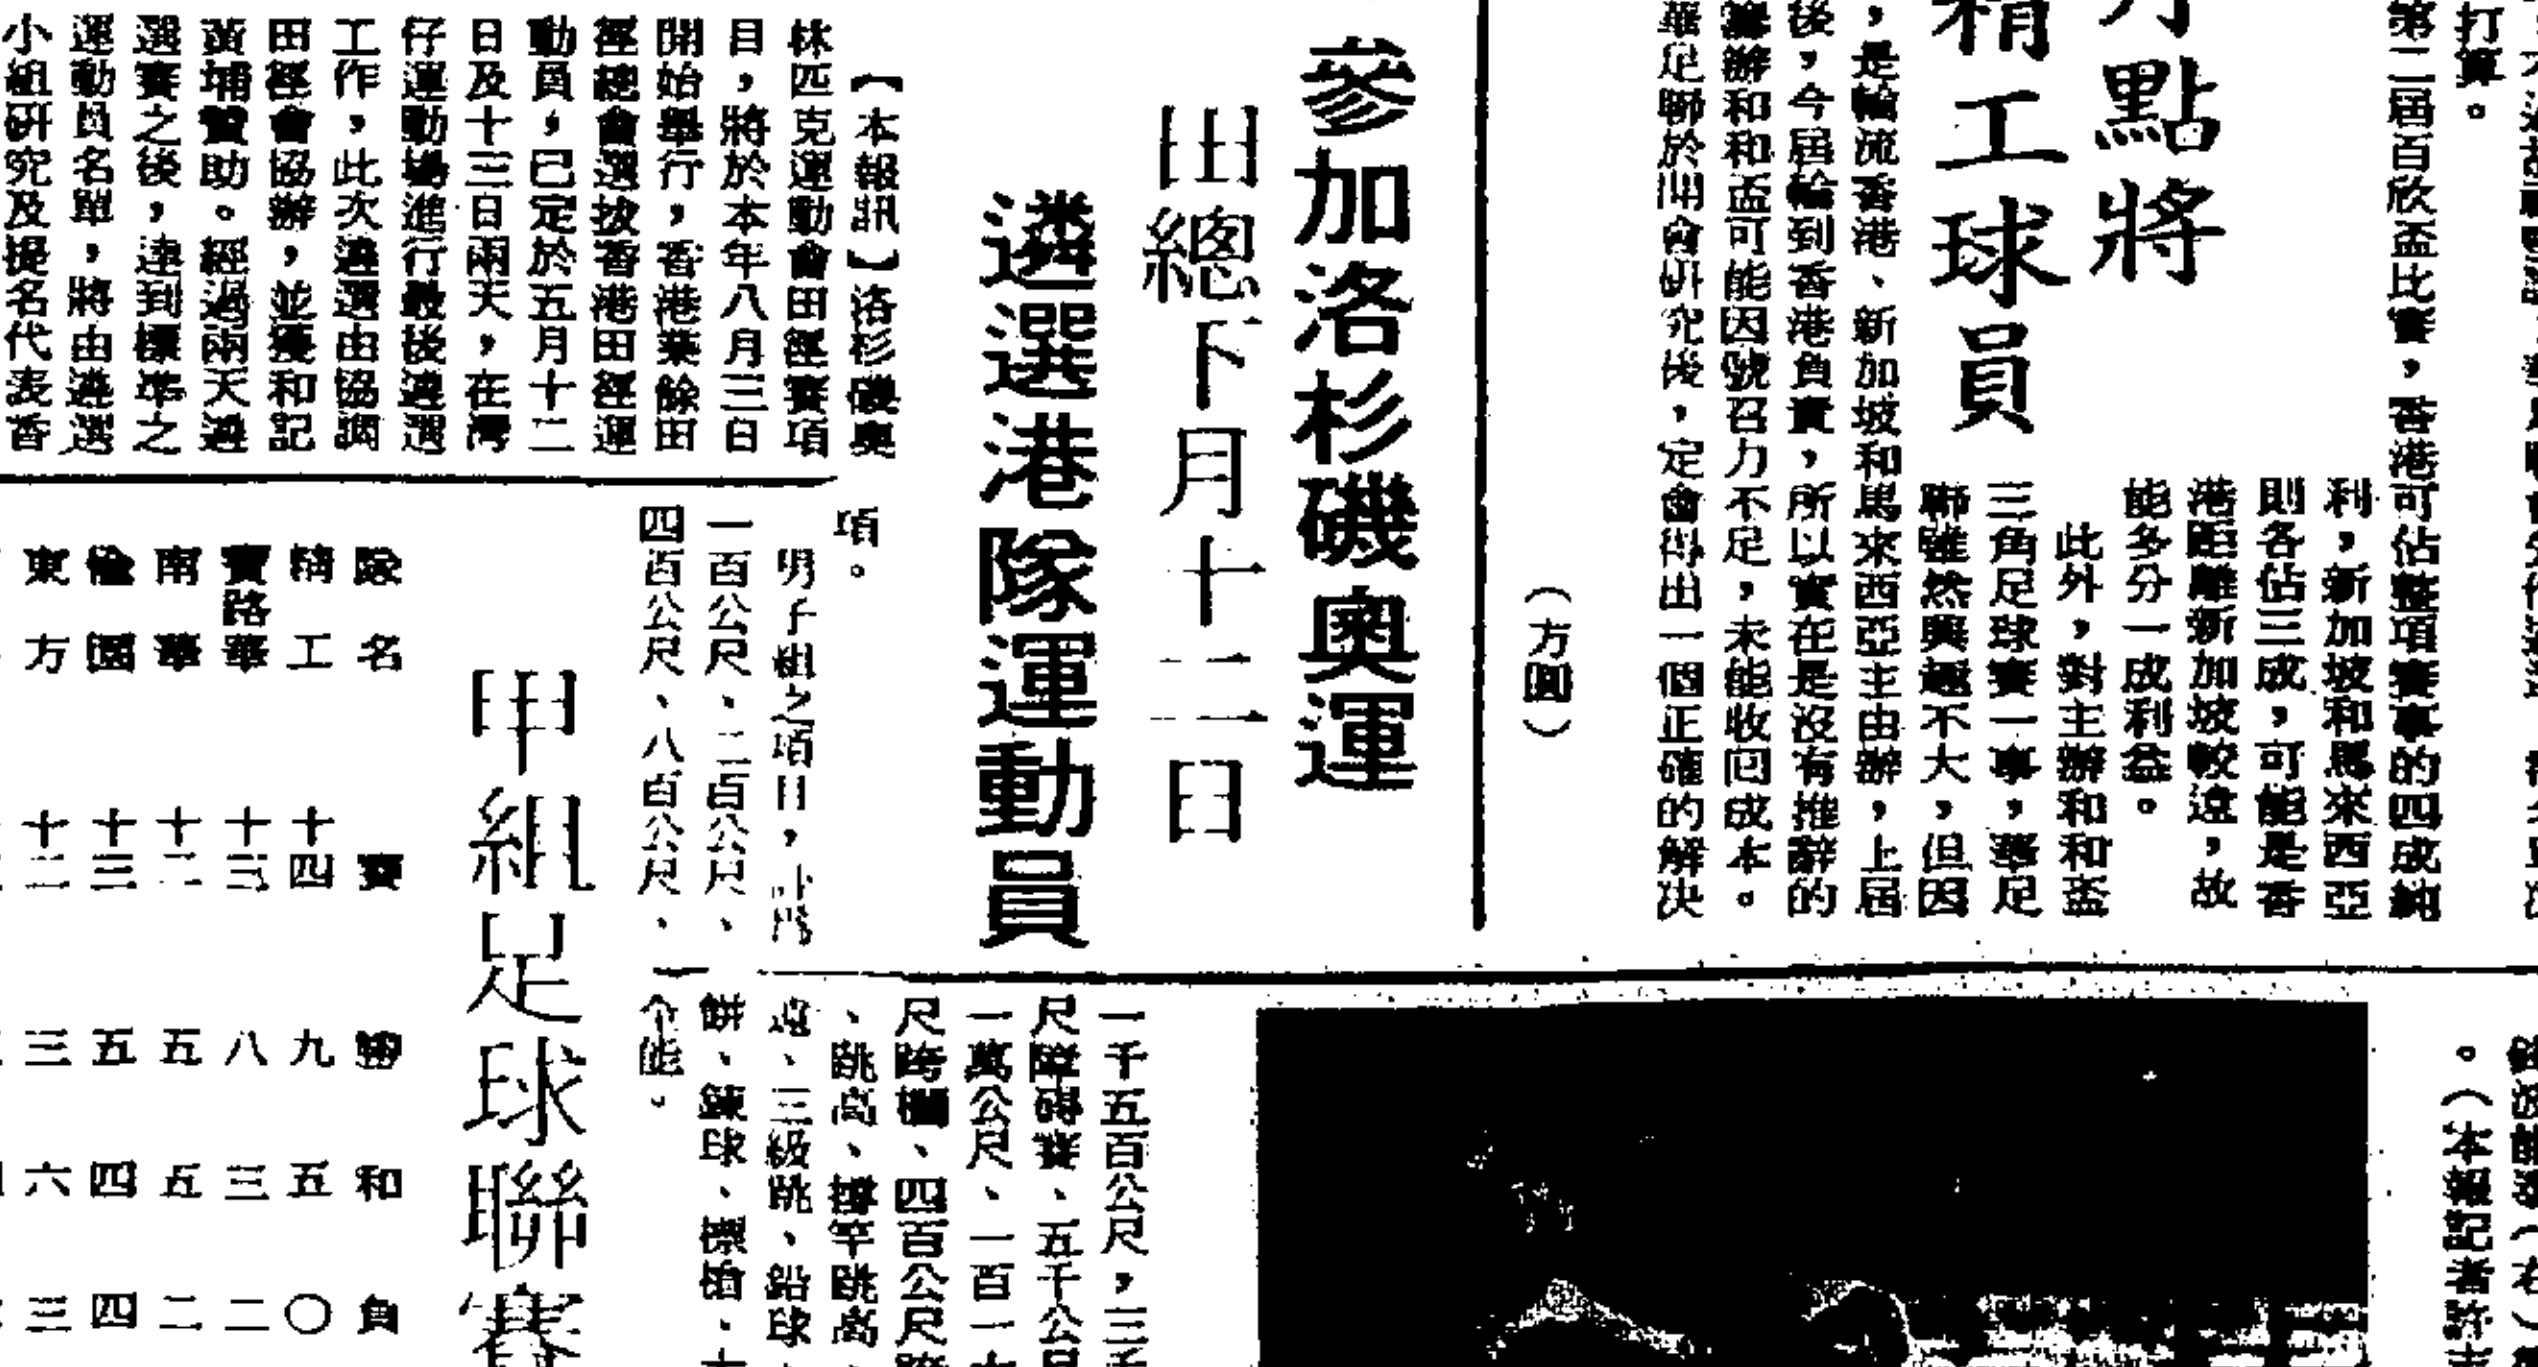 打算。
第二屆百欣盃比賽，香港可佔整項賽事的四成純
利，新加坡和馬來西亞
則各佔三成，可能是香
港距離新加坡較遠，故
能多分一成利益。
此外，對主辦和和盃
三角足球賽一事，華足
聯雖然興趣不大，但因
點將
精工球員
，是輪流香港、新加坡和馬來西亞主由辦，上屆
後，今屆輪到香港負責，所以實在是沒有推辭的
籌辦和和盃可能因號召力不足，未能收回成本。
華足聯於開會研究後，定會得出一個正確的解決
（方圓）
參加洛杉磯奧運
田總下月十二日
遴選港隊運動員
【本報訊】洛杉磯奧
林匹克運動會田徑賽項
目，將於本年八月三日
開始舉行，香港業餘田
徑總會選拔香港田徑運
動員，已定於五月十二
日及十三日兩天，在灣
仔運動場進行最後遴選
工作，此次遴選由協調
田徑會協辦，並獲和記
黃埔贊助。經過兩天遴
選賽之後，達到標準之
運動員名單，將由遴選
小組研究及提名代表香
項。
男子組之項目，計爲
一百公尺、二百公尺、
四百公尺、八百公尺、
一千五百公尺，三千
尺障碍賽、五千公尺
一萬公尺、一百一十
尺跨欄、四百公尺跨
、跳高、撑竿跳高、
遠、三級跳、鉛球、
餅、鍊球、標槍、十
個能。
甲組足球聯賽
隊名 賽 勝 和 負
精工 十四 九 五 〇
寶路華 十三 八 三 二
南華 十二 五 五 二
愉園 十三 五 四 四
東方 十二 三 六 三
。（本報記者許